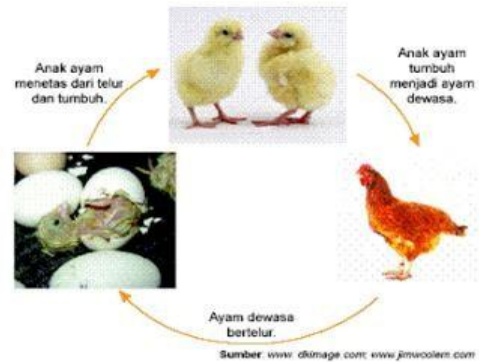 Anak ayam
menetas dari telur
dan tumbuh.
Anak ayam
tumbuh
menjadi ayam
dewasa.
Ayam dewasa
bertelur.
Sumber: www. dkimage com; www.jimwoolem.com